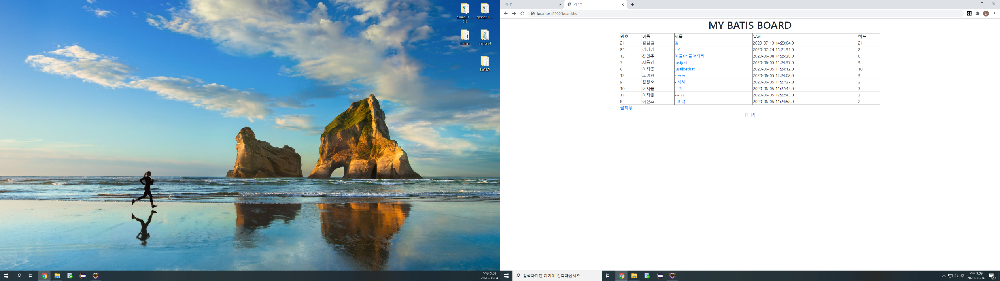 spring31_...
(1)
spring31_...
names
csv_crud
KoNLP
오후 3:09
2020-08-04
새 탭
리스트
localhost:8000/board/list
01
MY BATIS BOARD
번호 이름 제목 날짜 히트
21 김김김 김 2020-07-13 14:23:04.0 21
85 김김김 - 김 2020-07-24 15:21:31.0 2
13 강민우 애들아 들어와라 2020-06-08 14:25:38.0 6
7 서동건 justjust 2020-06-05 11:24:37.0 3
6 하지종 justlikethat 2020-06-05 11:24:12.0 10
12 노영환 - ㅋㅋ 2020-06-05 12:24:08.0 3
9 김광호 - 헤헤 2020-06-05 11:27:27.0 2
10 하지졸 -- ?? 2020-06-05 11:27:44.0 3
11 하지좋 --- ?? 2020-06-05 12:22:43.0 3
8 허진호 - 머여 2020-06-05 11:24:58.0 2
글작성
[1] [2]
검색하려면 여기에 입력하십시오.
오후 3:09
2020-08-04
2